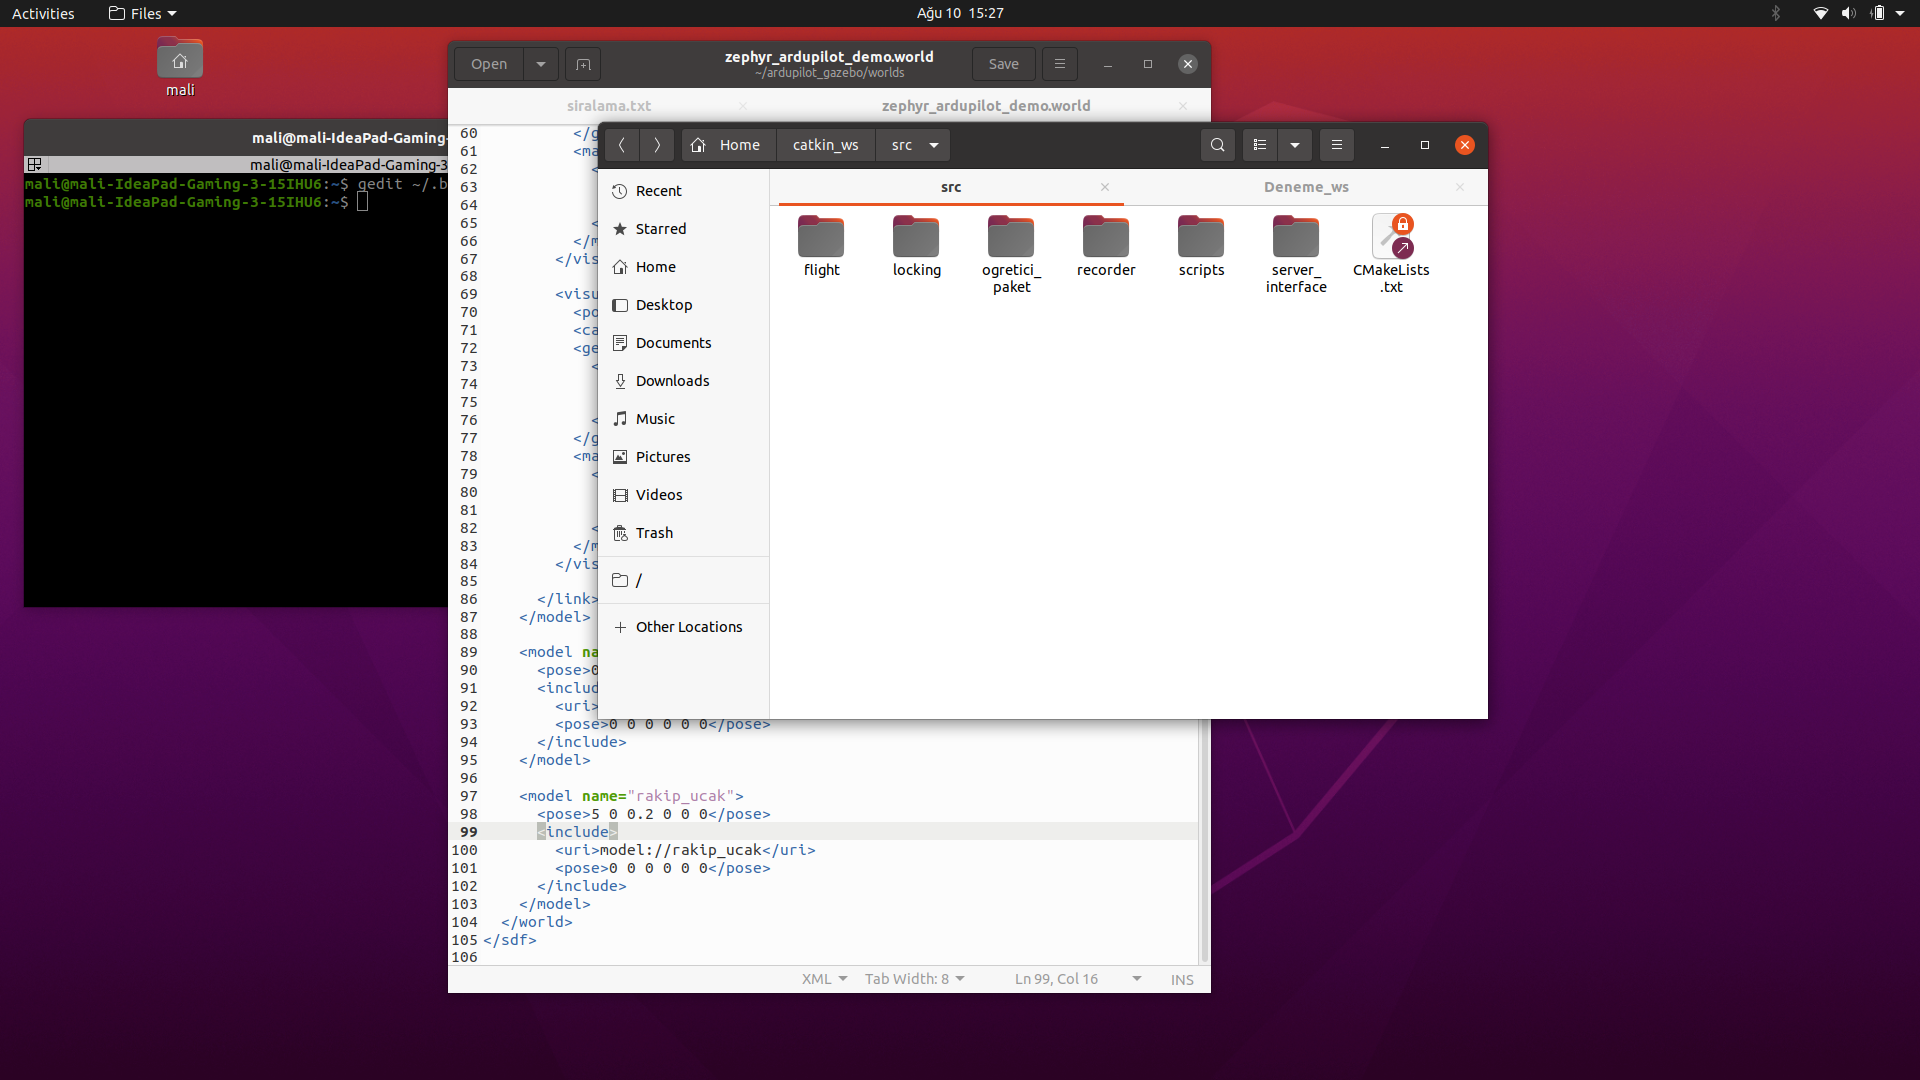 Activities
Files
Ağu 10 15:27
mali
mali@mali-IdeaPad-Gaming-
mali@mali-IdeaPad-Gaming-3
mali@mali-IdeaPad-Gaming-3-15IHU6:~$ gedit ~/.b
mali@mali-IdeaPad-Gaming-3-15IHU6:~$
Open
zephyr_ardupilot_demo.world
~/ardupilot_gazebo/worlds
Save
siralama.txt
zephyr_ardupilot_demo.world
60 </g
61 <ma
62 <
63
64
65 <
66 </m
67 </vis
68
69 <visu
70 <po
71 <ca
72 <ge
73 <
74
75
76 <
77 </g
78 <ma
79 <
80
81
82 <
83 </m
84 </vis
85
86 </link>
87 </model>
88
89 <model na
90 <pose>0
91 <includ
92 <uri>
93 <pose>0 0 0 0 0 0</pose>
94 </include>
95 </model>
96
97 <model name="rakip_ucak">
98 <pose>5 0 0.2 0 0 0</pose>
99 <include>
100 <uri>model://rakip_ucak</uri>
101 <pose>0 0 0 0 0 0</pose>
102 </include>
103 </model>
104 </world>
105 </sdf>
106
XML
Tab Width: 8
Ln 99, Col 16
INS
Home
catkin_ws
src
Recent
Starred
Home
Desktop
Documents
Downloads
Music
Pictures
Videos
Trash
/
Other Locations
src
Deneme_ws
flight
locking
ogretici_
paket
recorder
scripts
server_
interface
CMakeLists
.txt